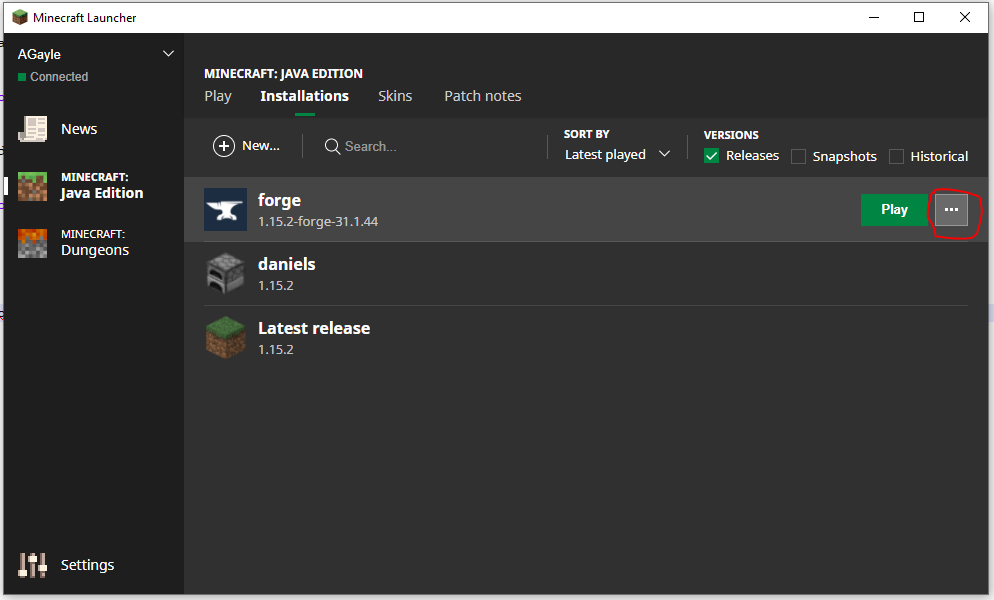 Minecraft Launcher
AGayle
Connected
News
MINECRAFT:
Java Edition
MINECRAFT:
Dungeons
Settings
MINECRAFT: JAVA EDITION
Play Installations Skins Patch notes
New... Search...
SORT BY
Latest played
VERSIONS
Releases Snapshots Historical
forge
1.15.2-forge-31.1.44
Play ...
daniels
1.15.2
Latest release
1.15.2